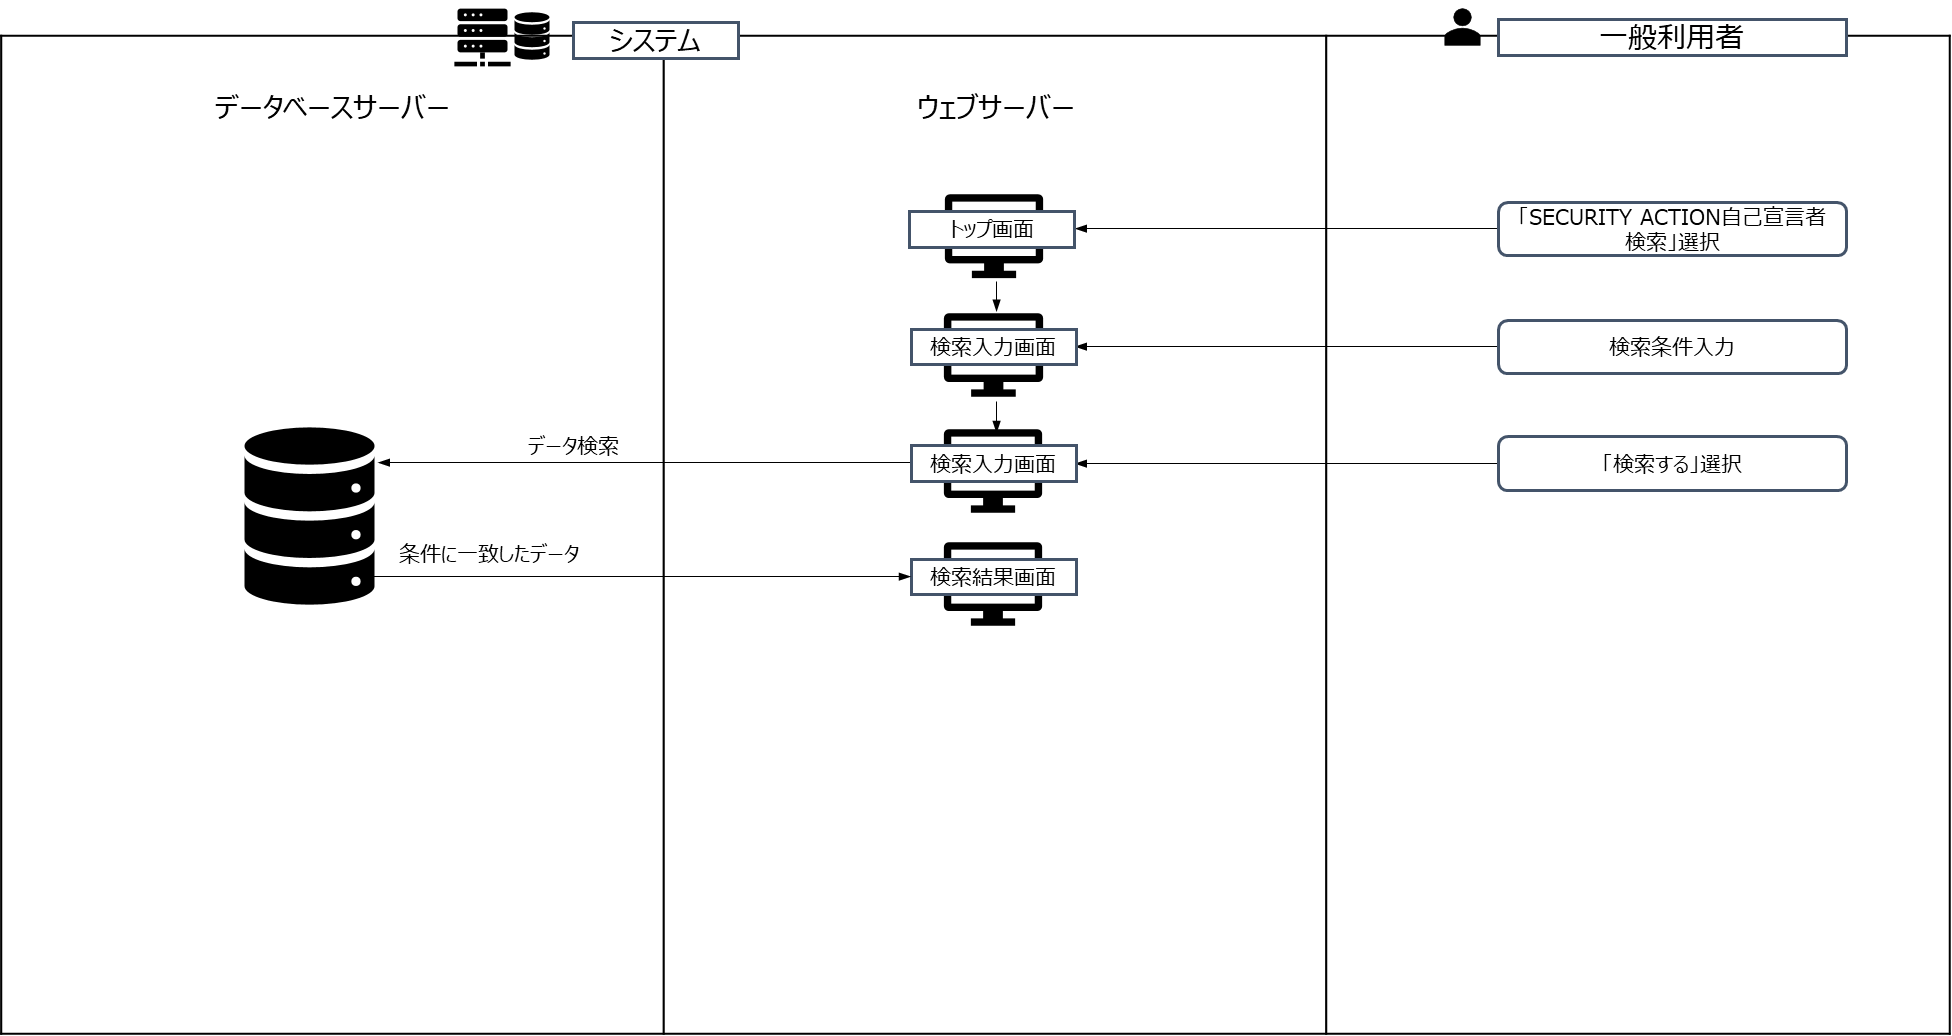 システム
一般利用者
データベースサーバー
ウェブサーバー
トップ画面
「SECURITY ACTION自己宣言者
検索」選択
検索入力画面
検索条件入力
データ検索
検索入力画面
「検索する」選択
条件に一致したデータ
検索結果画面